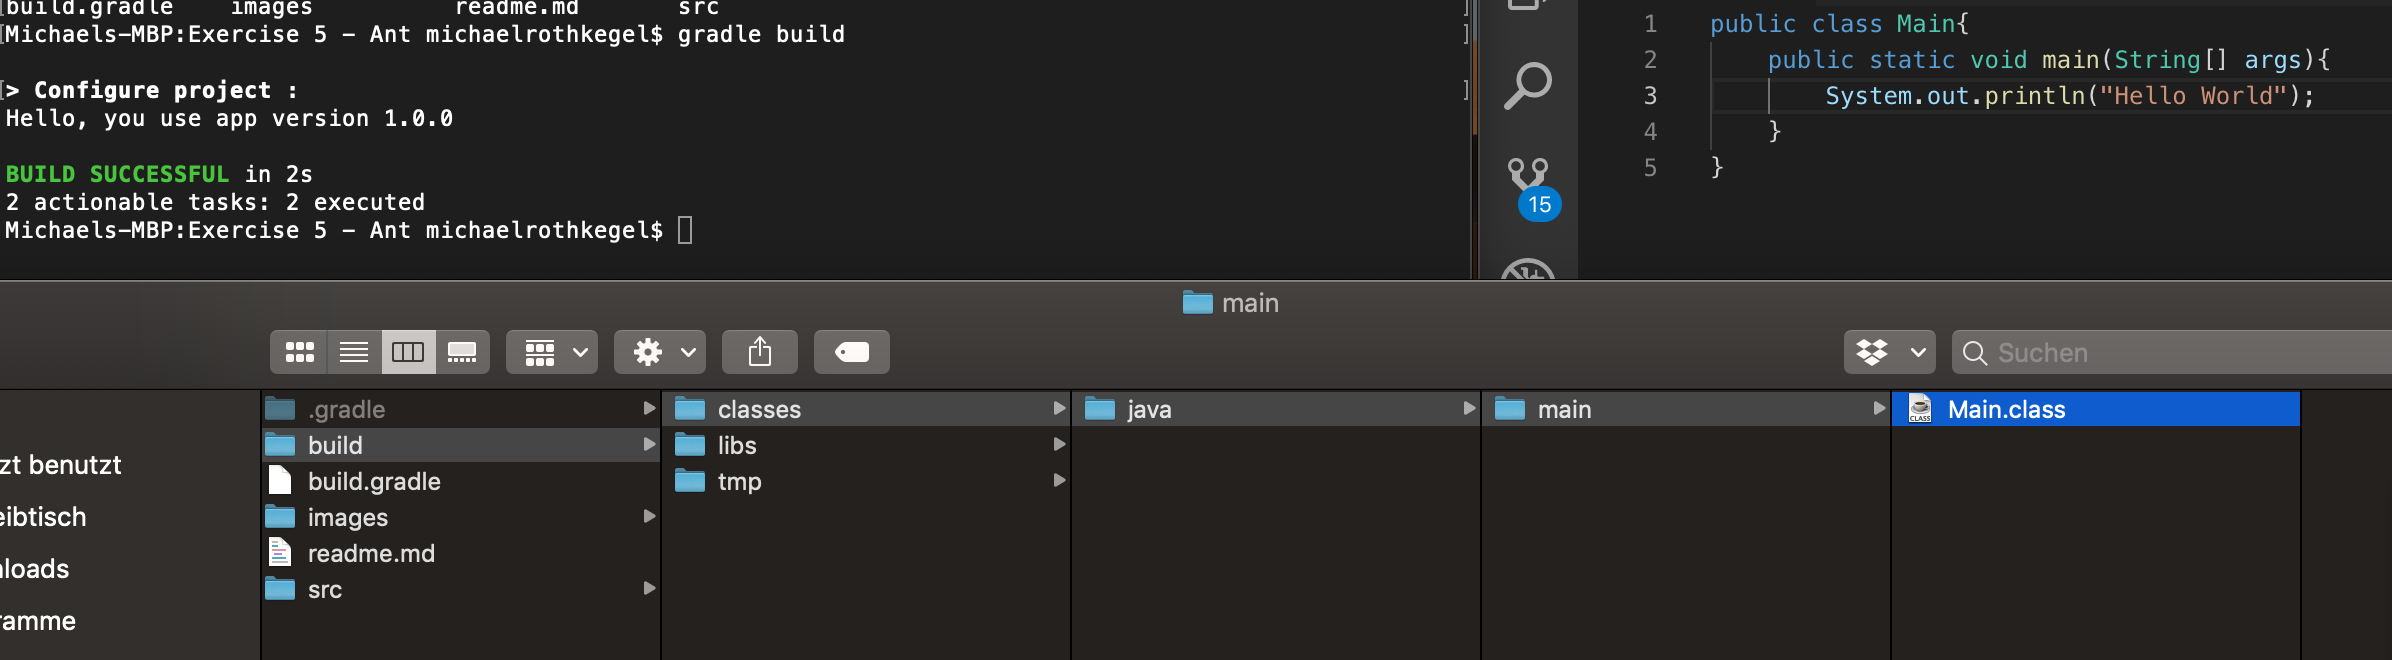 build.gradle images readme.md src
Michaels-MBP:Exercise 5 - Ant michaelrothkegel$ gradle build
> Configure project :
Hello, you use app version 1.0.0
BUILD SUCCESSFUL in 2s
2 actionable tasks: 2 executed
Michaels-MBP:Exercise 5 - Ant michaelrothkegel$
15
1 public class Main{
2 public static void main(String[] args){
3 System.out.println("Hello World");
4 }
5 }
main
Suchen
zt benutzt
eibtisch
nloads
ramme
.gradle
build
build.gradle
images
readme.md
src
classes
libs
tmp
java
main
CLASS
Main.class